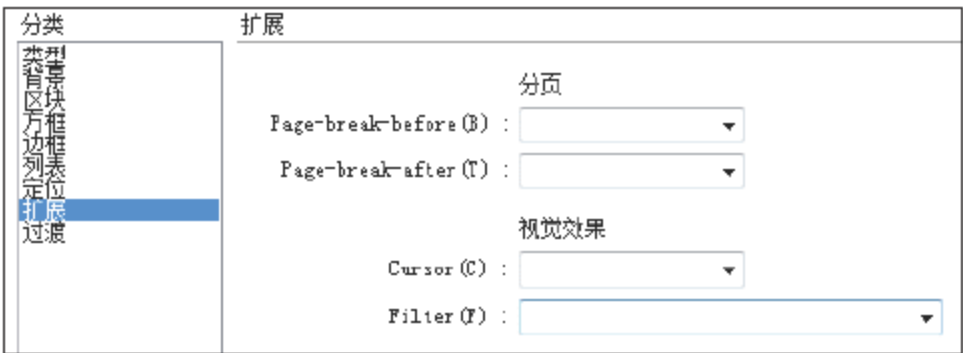 分类
类型
背景
区块
方框
边框
列表
定位
扩展
过渡
扩展
分页
Page-break-before(B) :
Page-break-after(T) :
视觉效果
Cursor(C) :
Filter(F) :